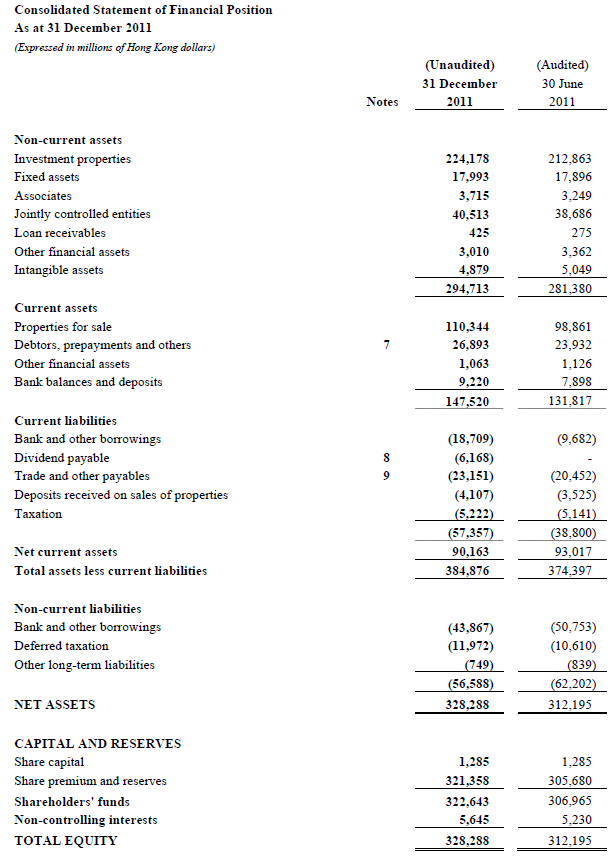 Consolidated Statement of Financial Position
As at 31 December 2011
(Expressed in millions of Hong Kong dollars)
(Unaudited) (Audited)
31 December 30 June
Notes 2011 2011
Non-current assets
Investment properties 224,178 212,863
Fixed assets 17,993 17,896
Associates 3,715 3,249
Jointly controlled entities 40,513 38,686
Loan receivables 425 275
Other financial assets 3,010 3,362
Intangible assets 4,879 5,049
294,713 281,380
Current assets
Properties for sale 110,344 98,861
Debtors, prepayments and others 7 26,893 23,932
Other financial assets 1,063 1,126
Bank balances and deposits 9,220 7,898
147,520 131,817
Current liabilities
Bank and other borrowings (18,709) (9,682)
Dividend payable 8 (6,168) -
Trade and other payables 9 (23,151) (20,452)
Deposits received on sales of properties (4,107) (3,525)
Taxation (5,222) (5,141)
(57,357) (38,800)
Net current assets 90,163 93,017
Total assets less current liabilities 384,876 374,397
Non-current liabilities
Bank and other borrowings (43,867) (50,753)
Deferred taxation (11,972) (10,610)
Other long-term liabilities (749) (839)
(56,588) (62,202)
NET ASSETS 328,288 312,195
CAPITAL AND RESERVES
Share capital 1,285 1,285
Share premium and reserves 321,358 305,680
Shareholders' funds 322,643 306,965
Non-controlling interests 5,645 5,230
TOTAL EQUITY 328,288 312,195